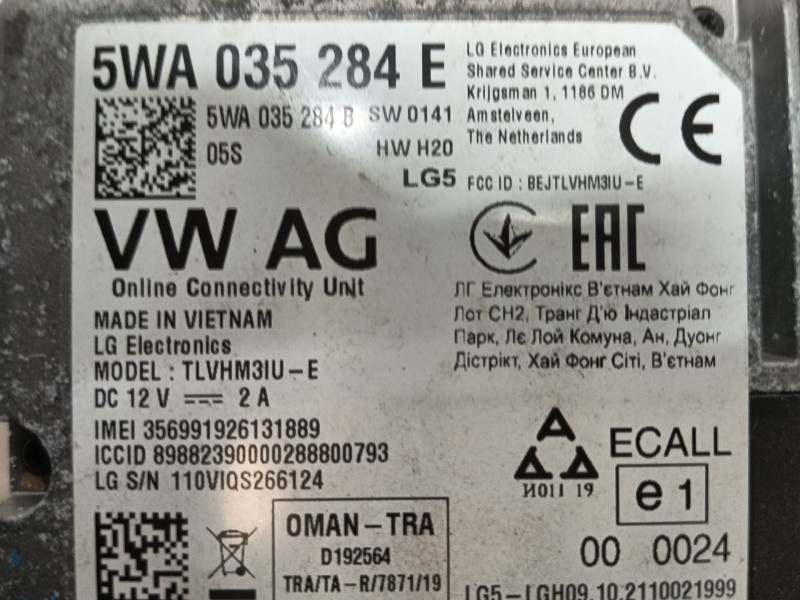 5WA 035 284 E
5WA 035 284 B SW 0141
05S HW H20
LG5
LG Electronics European
Shared Service Center B.V.
Krijgsman 1, 1186 DM
Amstelveen,
The Netherlands
CE
FCC ID : BEJTLVHM3IU-E
VW AG
Online Connectivity Unit
EAC
MADE IN VIETNAM
LG Electronics
MODEL : TLVHM3IU-E
DC 12 V 2 A
IMEI 356991926131889
ICCID 89882390000288800793
LG S/N 110VIQS266124
ЛГ Електронікс В'єтнам Хай Фонг
Лот CH2, Транг Д'ю Індастріал
Парк, Лє Лой Комуна, Ан, Дуонг
Дістрікт, Хай Фонг Сіті, В'єтнам
И011 19
ECALL
e 1
00 0024
OMAN-TRA
D192564
TRA/TA-R/7871/19
LG5-LGH09.10.2110021999